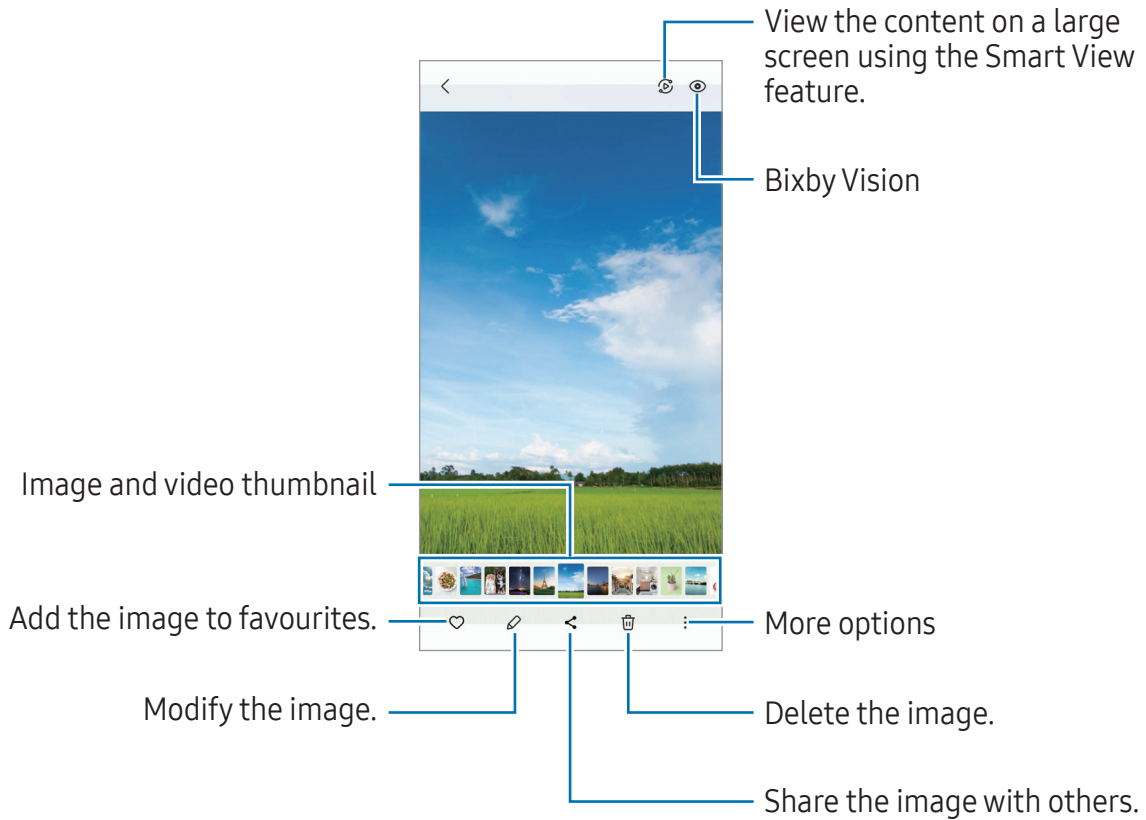 View the content on a large
screen using the Smart View
feature.
Bixby Vision
Image and video thumbnail
Add the image to favourites.
More options
Modify the image.
Delete the image.
Share the image with others.